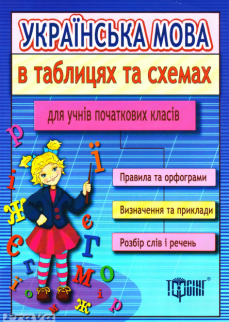 УКРАЇНСЬКА МОВА
в таблицях та схемах
для учнів початкових класів
Правила та орфограми
Визначення та приклади
Розбір слів і речень
ТОРСІНГ